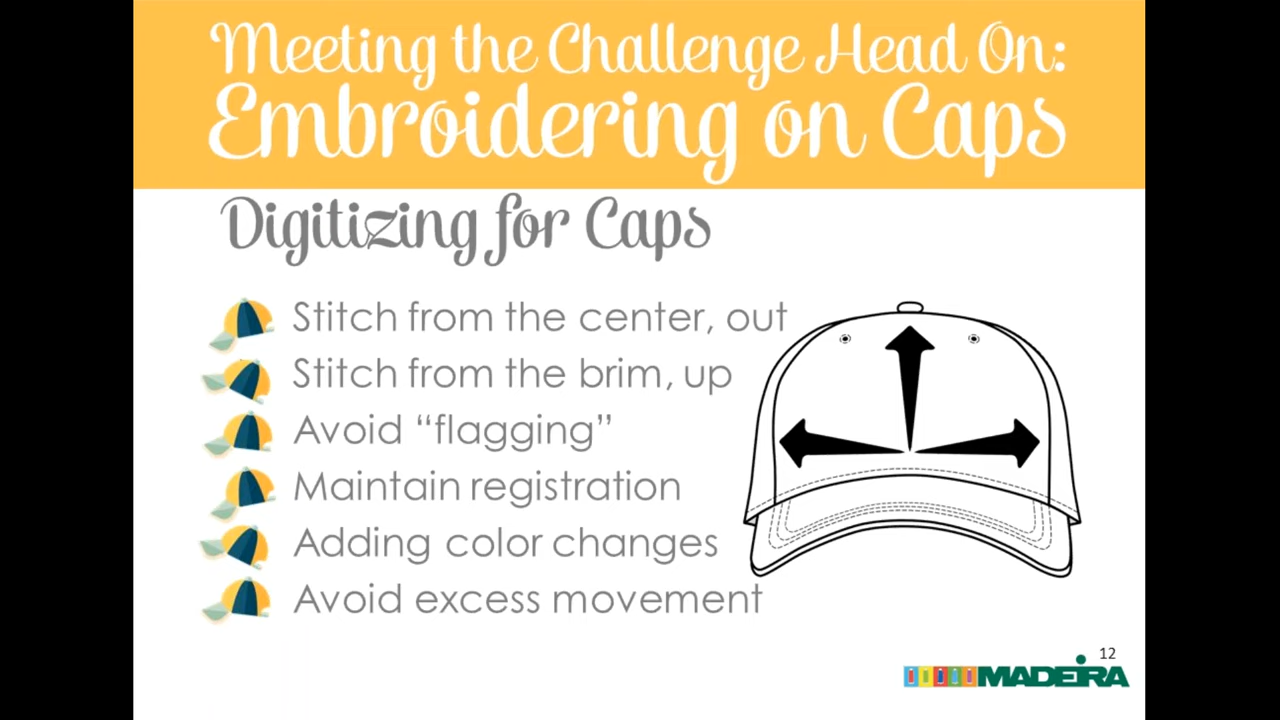 Meeting the Challenge Head On:
Embroidering on Caps
Digitizing for Caps
Stitch from the center, out
Stitch from the brim, up
Avoid “flagging”
Maintain registration
Adding color changes
Avoid excess movement
12
MADEIRA